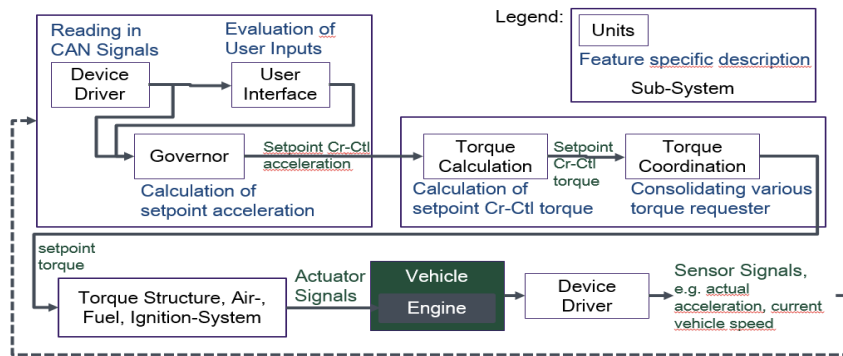 Legend:
Units
Feature specific description
Sub-System
Reading in
CAN Signals
Evaluation of
User Inputs
Device
Driver
User
Interface
Governor
Setpoint Cr-Ctl
acceleration
Calculation of
setpoint acceleration
Torque
Calculation
Setpoint
Cr-Ctl
torque
Torque
Coordination
Calculation of
setpoint Cr-Ctl torque
Consolidating various
torque requester
setpoint
torque
Torque Structure, Air-,
Fuel, Ignition-System
Actuator
Signals
Vehicle
Engine
Device
Driver
Sensor Signals,
e.g. actual
acceleration, current
vehicle speed